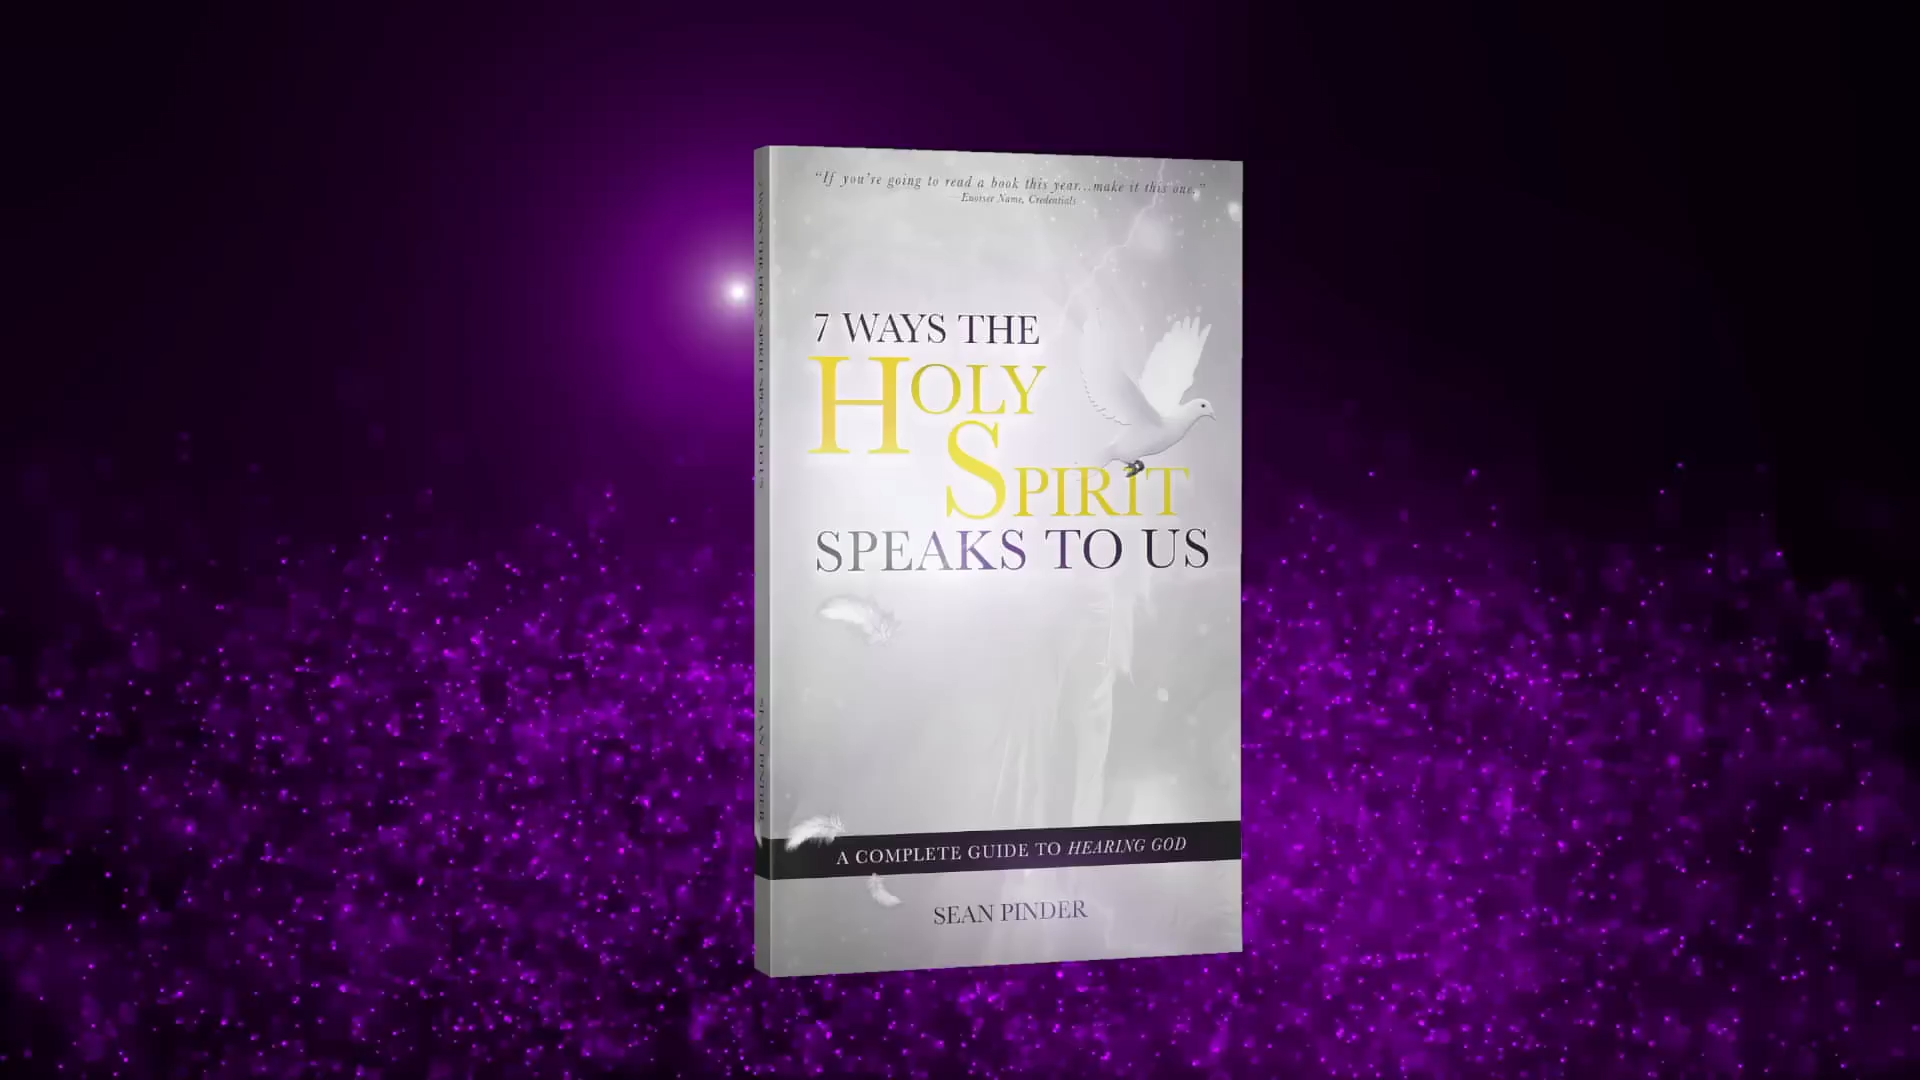 “If you're going to read a book this year...make it this one.”
—Enorser Name, Credentials
7 WAYS THE
HOLY
SPIRIT
SPEAKS TO US
A COMPLETE GUIDE TO HEARING GOD
SEAN PINDER
7 WAYS THE HOLY SPIRIT SPEAKS TO US
SEAN PINDER